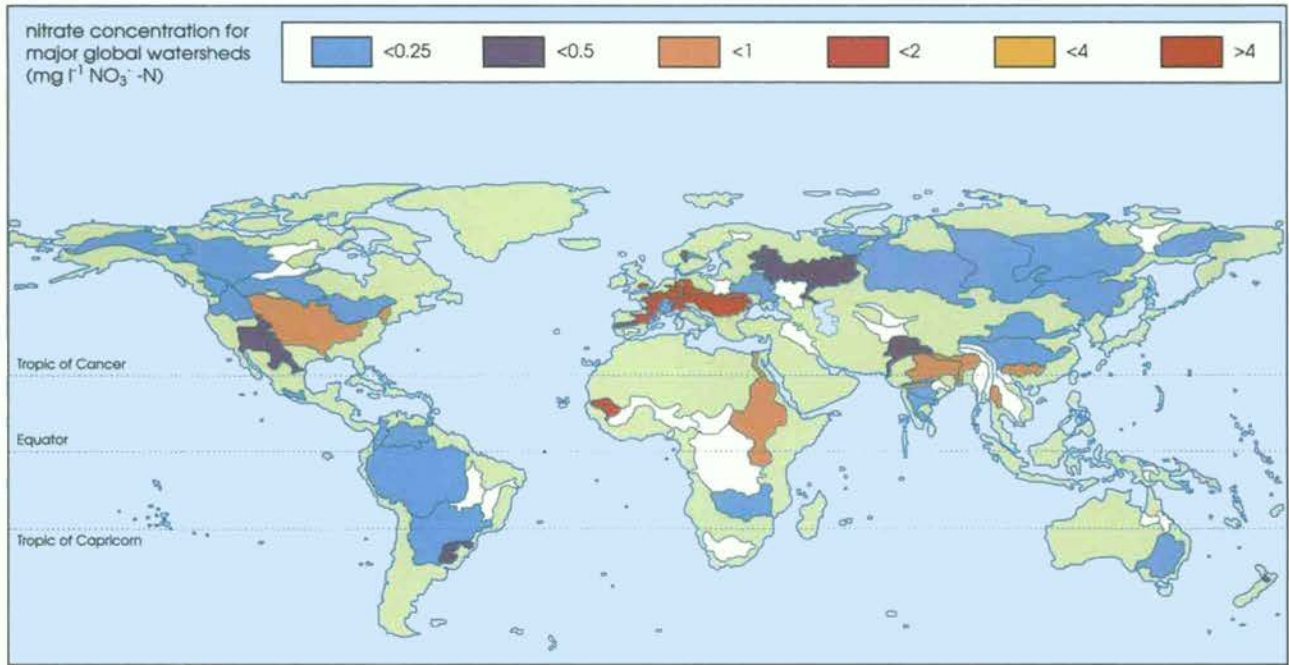 nitrate concentration for
major global watersheds
(mg l⁻¹ NO₃⁻ -N)
<0.25
<0.5
<1
<2
<4
>4
Tropic of Cancer
Equator
Tropic of Capricorn